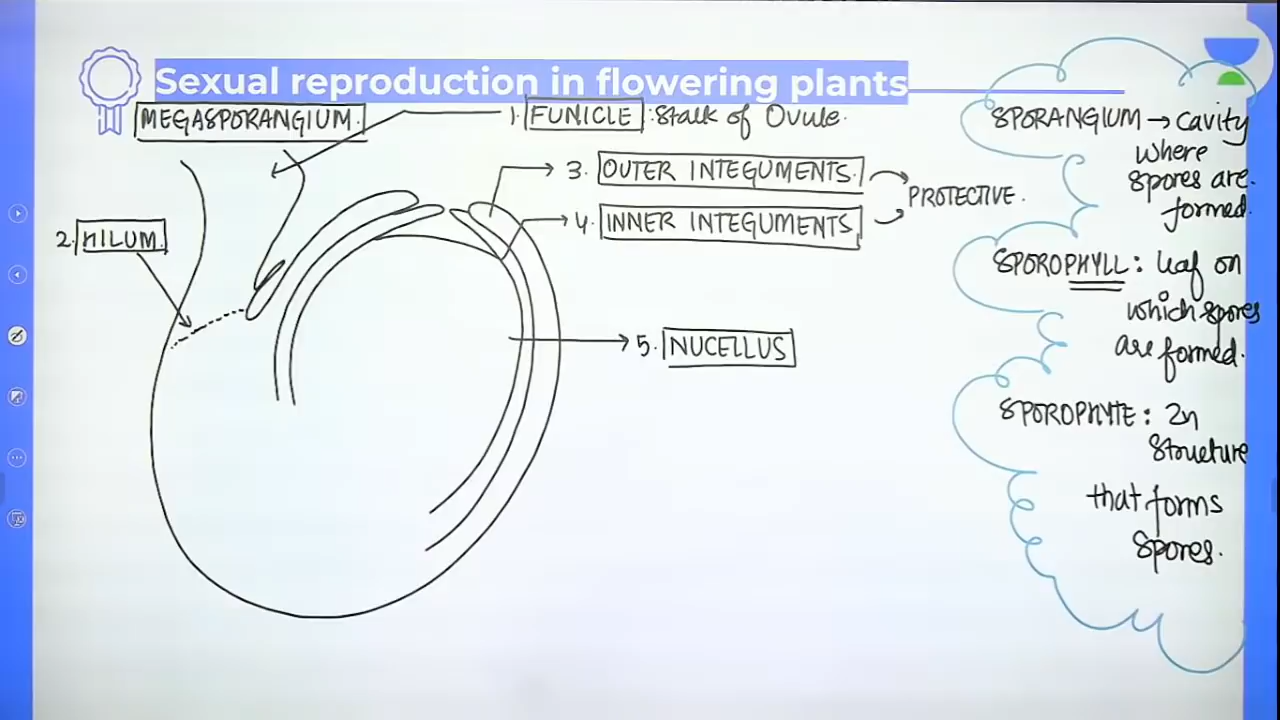 Sexual reproduction in flowering plants
MEGASPORANGIUM.
1. FUNICLE : Stalk of Ovule.
2. HILUM.
3. OUTER INTEGUMENTS.
4. INNER INTEGUMENTS
PROTECTIVE.
5. NUCELLUS
SPORANGIUM → cavity
where
spores are
formed.
SPOROPHYLL : leaf on
which spores
are formed.
SPOROPHYTE : 2n
structure
that forms
spores.